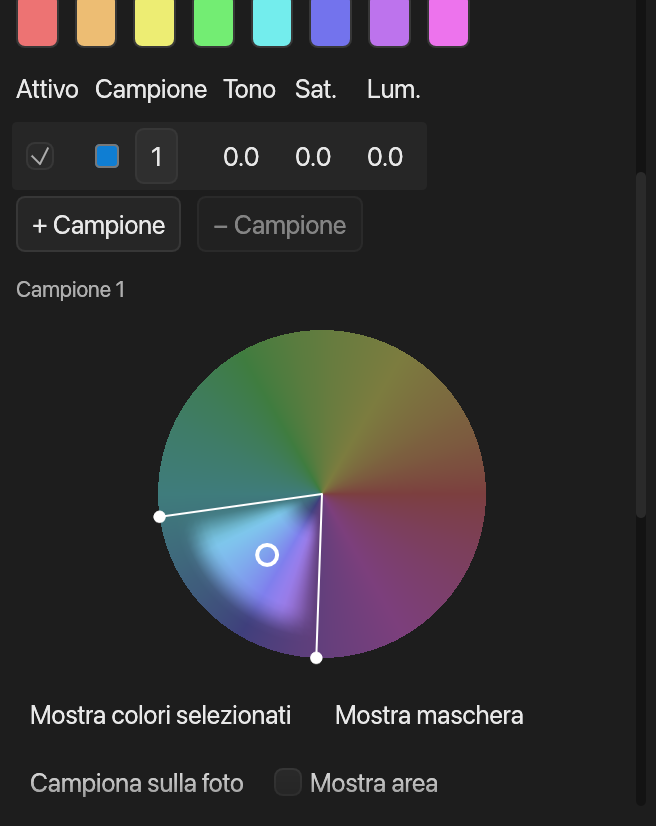 Attivo Campione Tono Sat. Lum.
1 0.0 0.0 0.0
+ Campione – Campione
Campione 1
Mostra colori selezionati Mostra maschera
Campiona sulla foto Mostra area